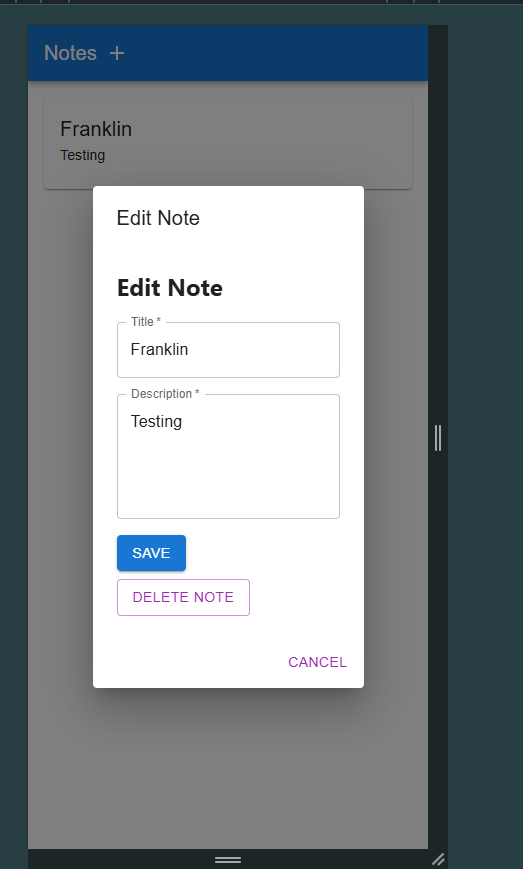 Notes +
Franklin
Testing
Edit Note
Edit Note
Title *
Franklin
Description *
Testing
SAVE
DELETE NOTE
CANCEL